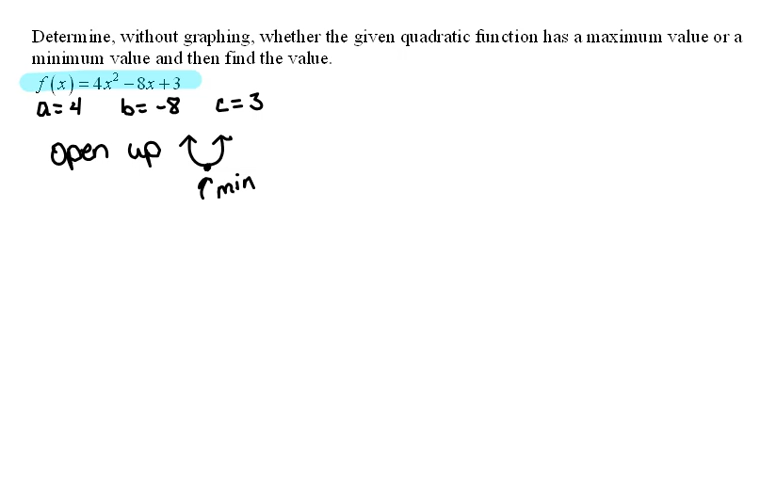 Determine, without graphing, whether the given quadratic function has a maximum value or a
minimum value and then find the value.
f(x)=4x²−8x+3
a=4 b=-8 c=3
open up
min